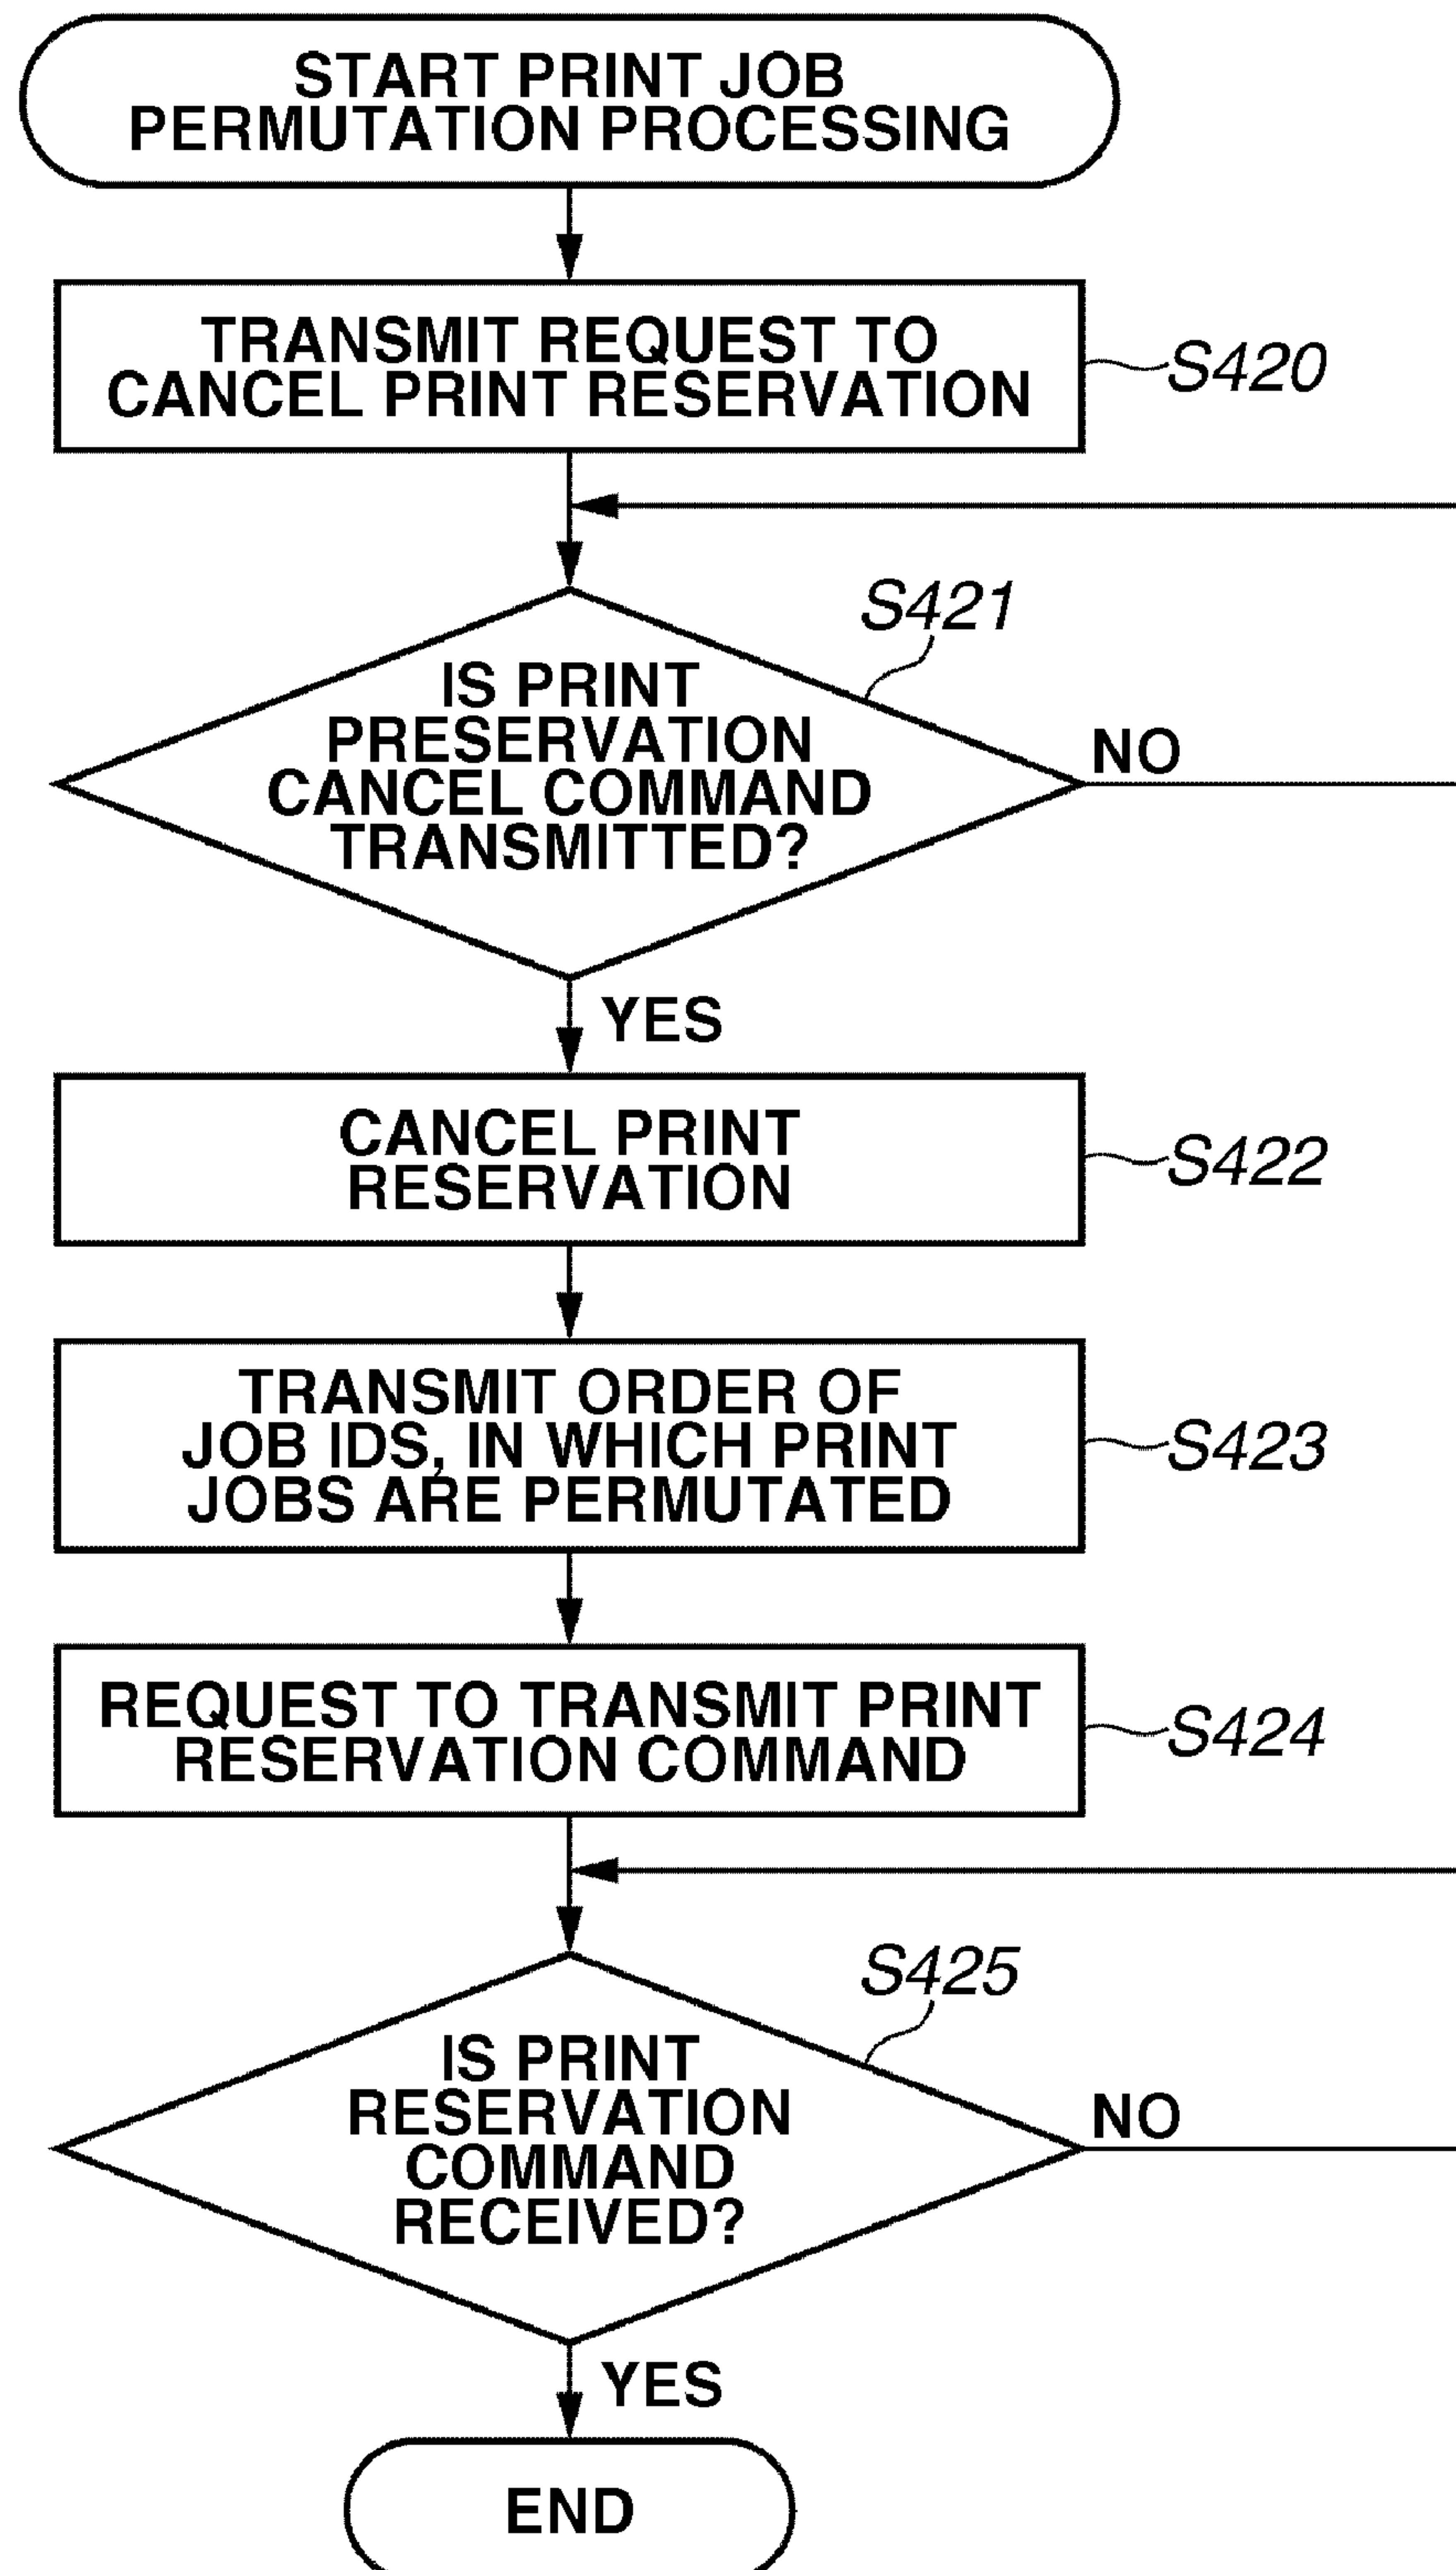 START PRINT JOB
PERMUTATION PROCESSING
TRANSMIT REQUEST TO
CANCEL PRINT RESERVATION
S420
S421
IS PRINT
PRESERVATION
CANCEL COMMAND
TRANSMITTED?
NO
YES
CANCEL PRINT
RESERVATION
S422
TRANSMIT ORDER OF
JOB IDS, IN WHICH PRINT
JOBS ARE PERMUTATED
S423
REQUEST TO TRANSMIT PRINT
RESERVATION COMMAND
S424
S425
IS PRINT
RESERVATION
COMMAND
RECEIVED?
NO
YES
END